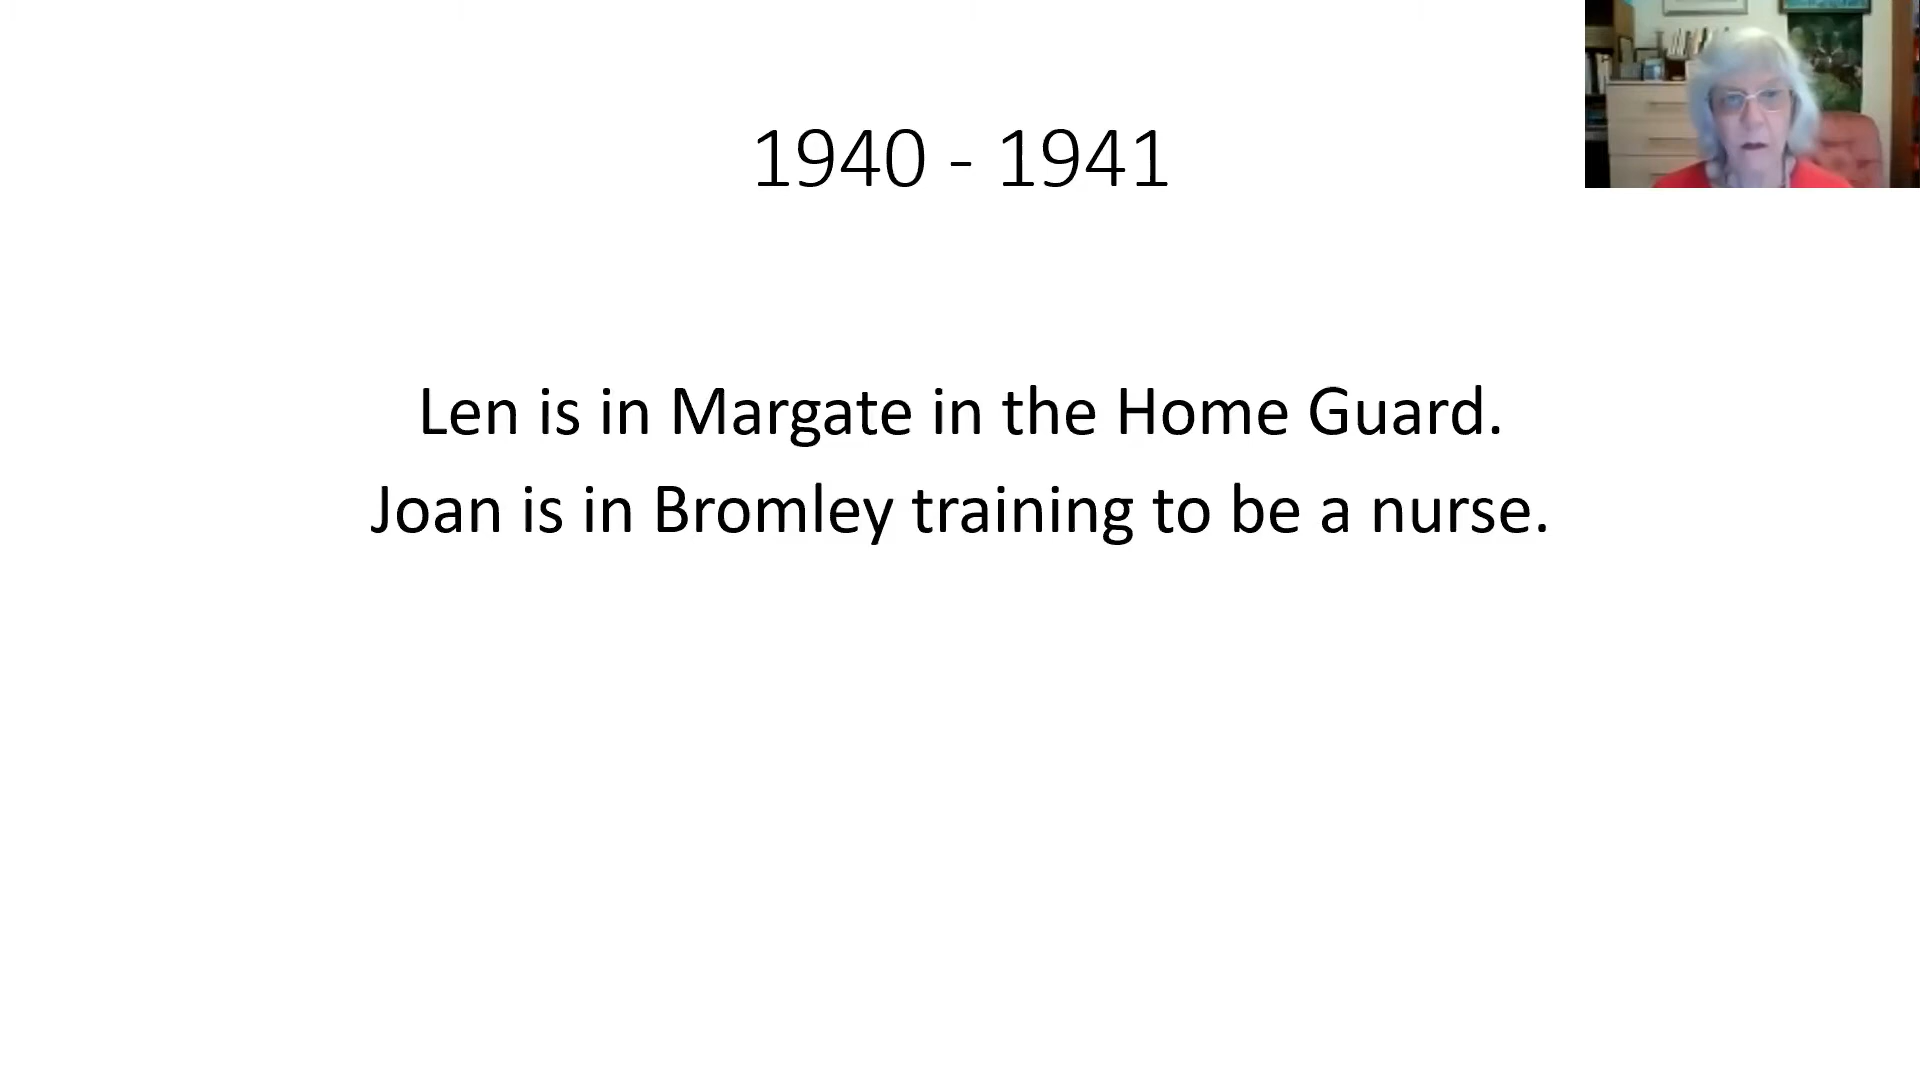 1940 - 1941
Len is in Margate in the Home Guard.
Joan is in Bromley training to be a nurse.